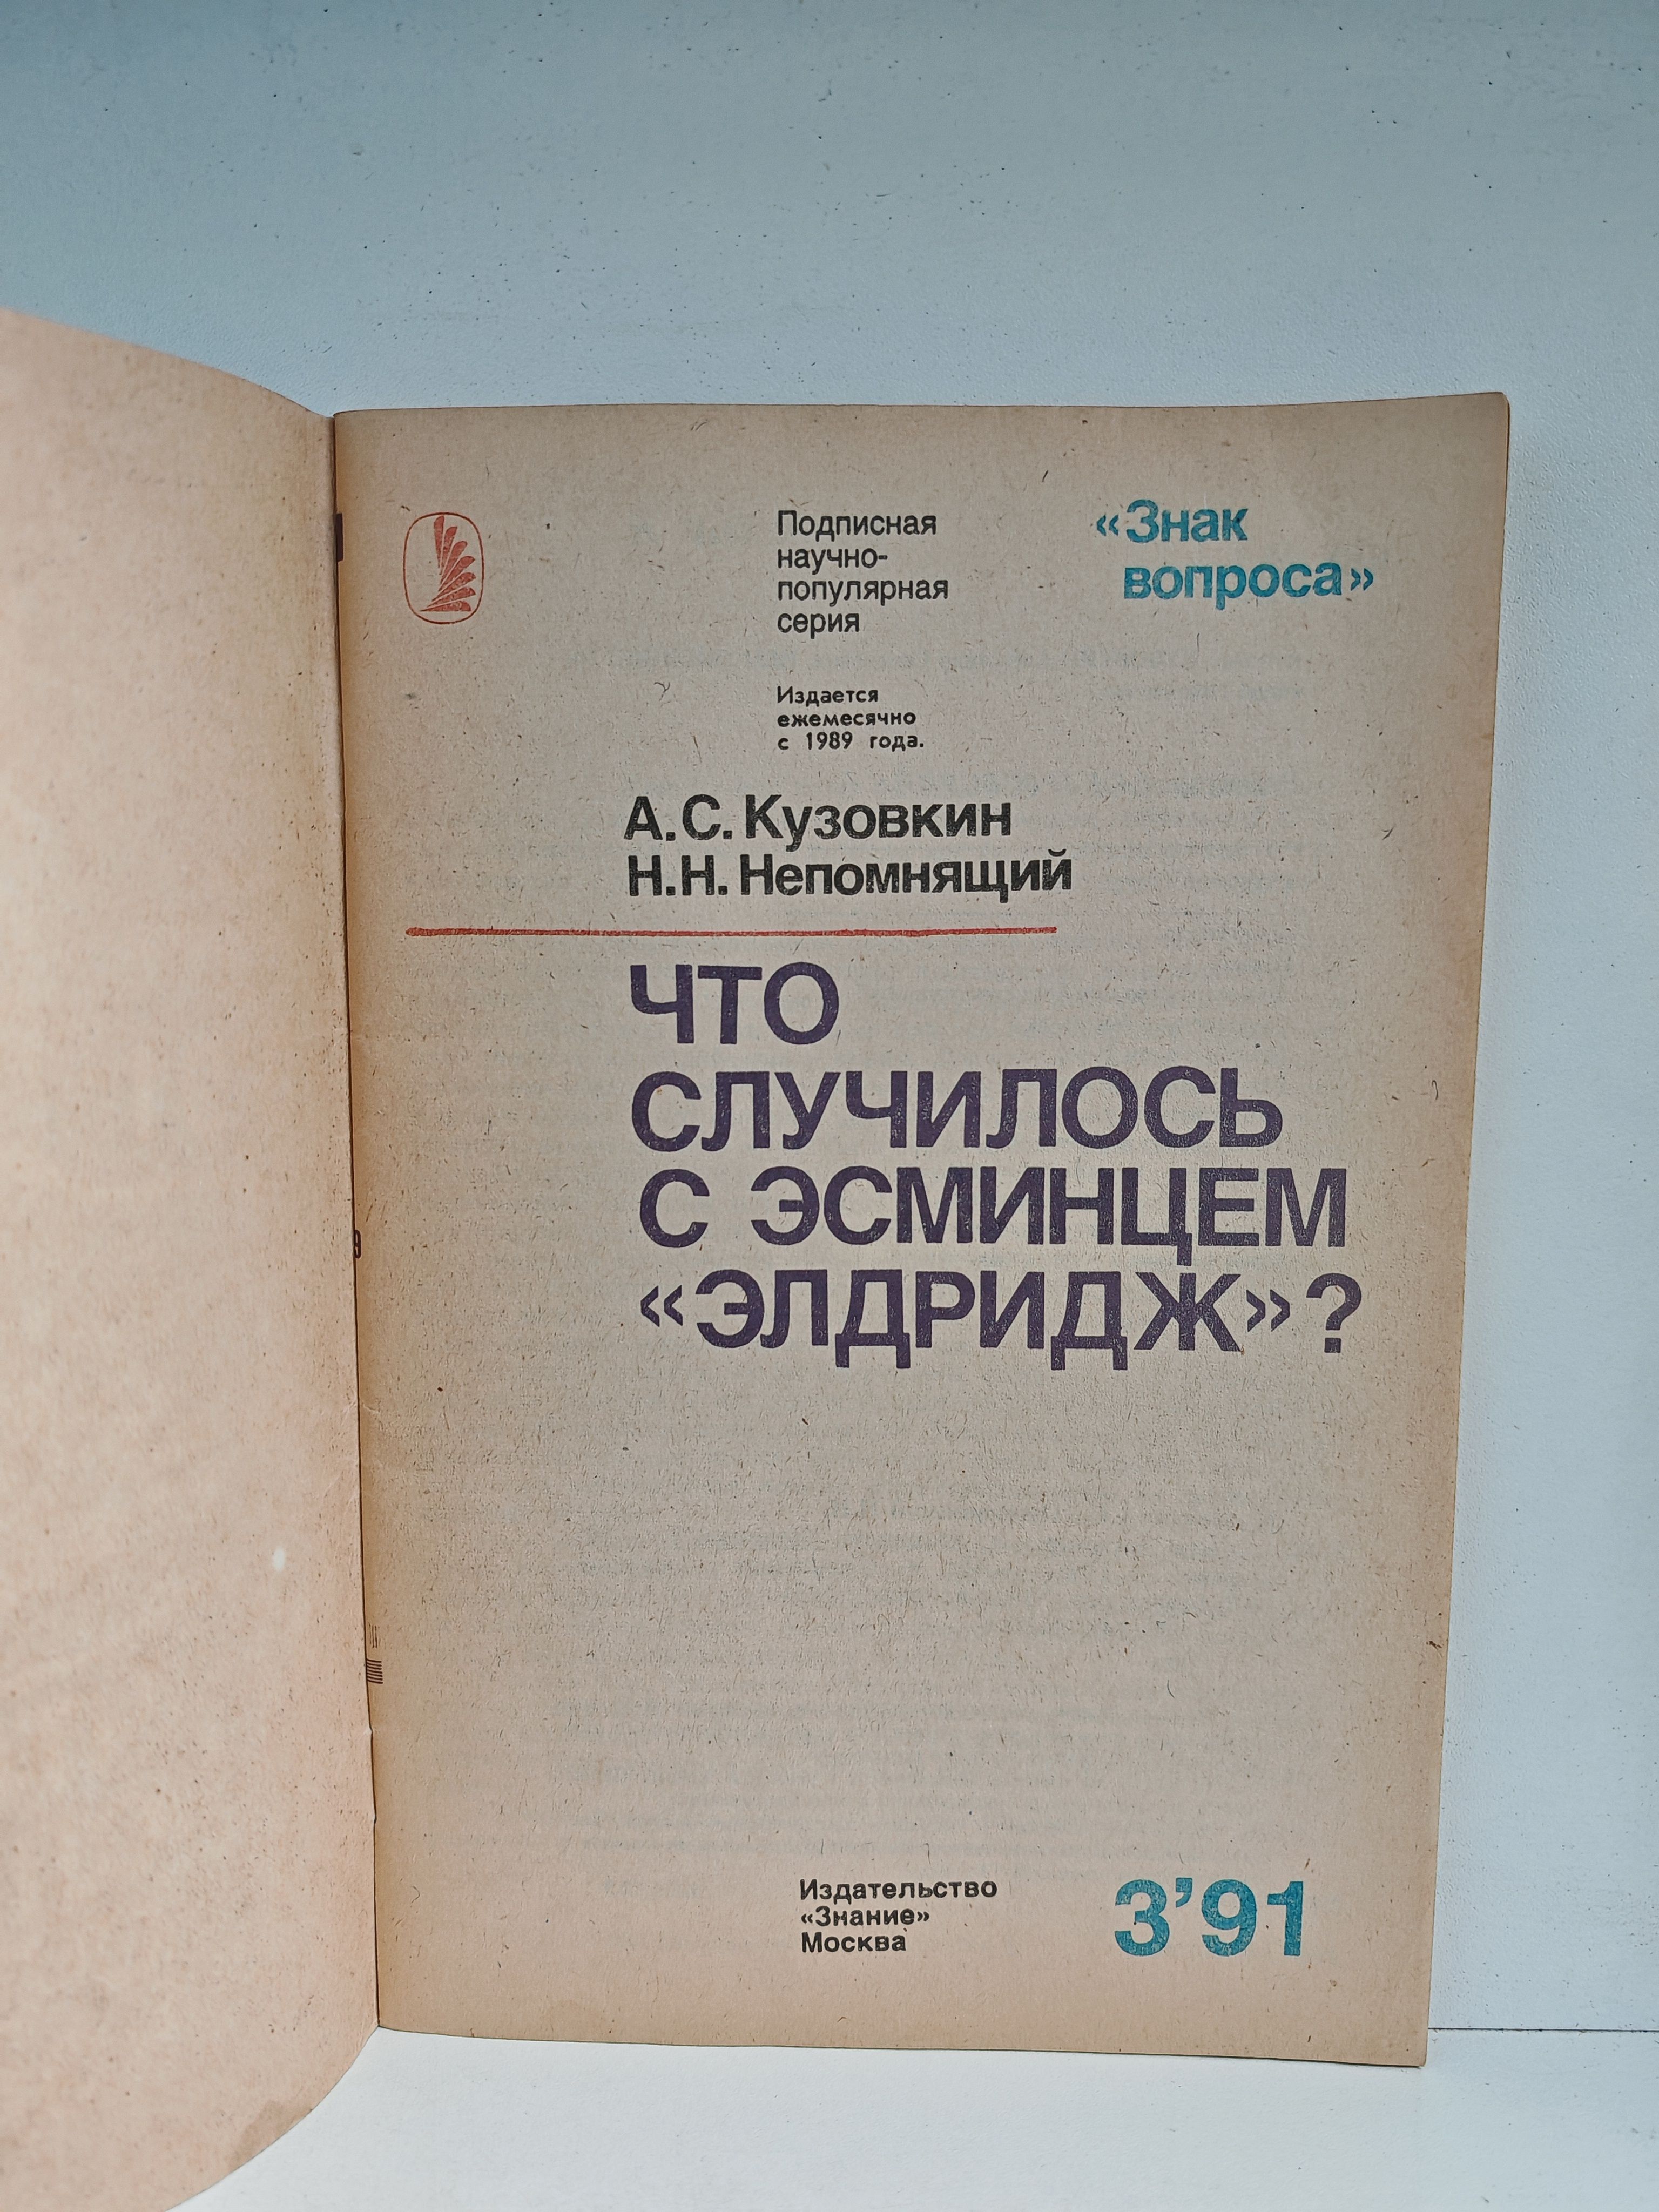 Подписная
научно-
популярная
серия
«Знак
вопроса»
Издается
ежемесячно
с 1989 года.
А.С. Кузовкин
Н.Н. Непомнящий
ЧТО
СЛУЧИЛОСЬ
С ЭСМИНЦЕМ
«ЭЛДРИДЖ»?
Издательство
«Знание»
Москва
3’91